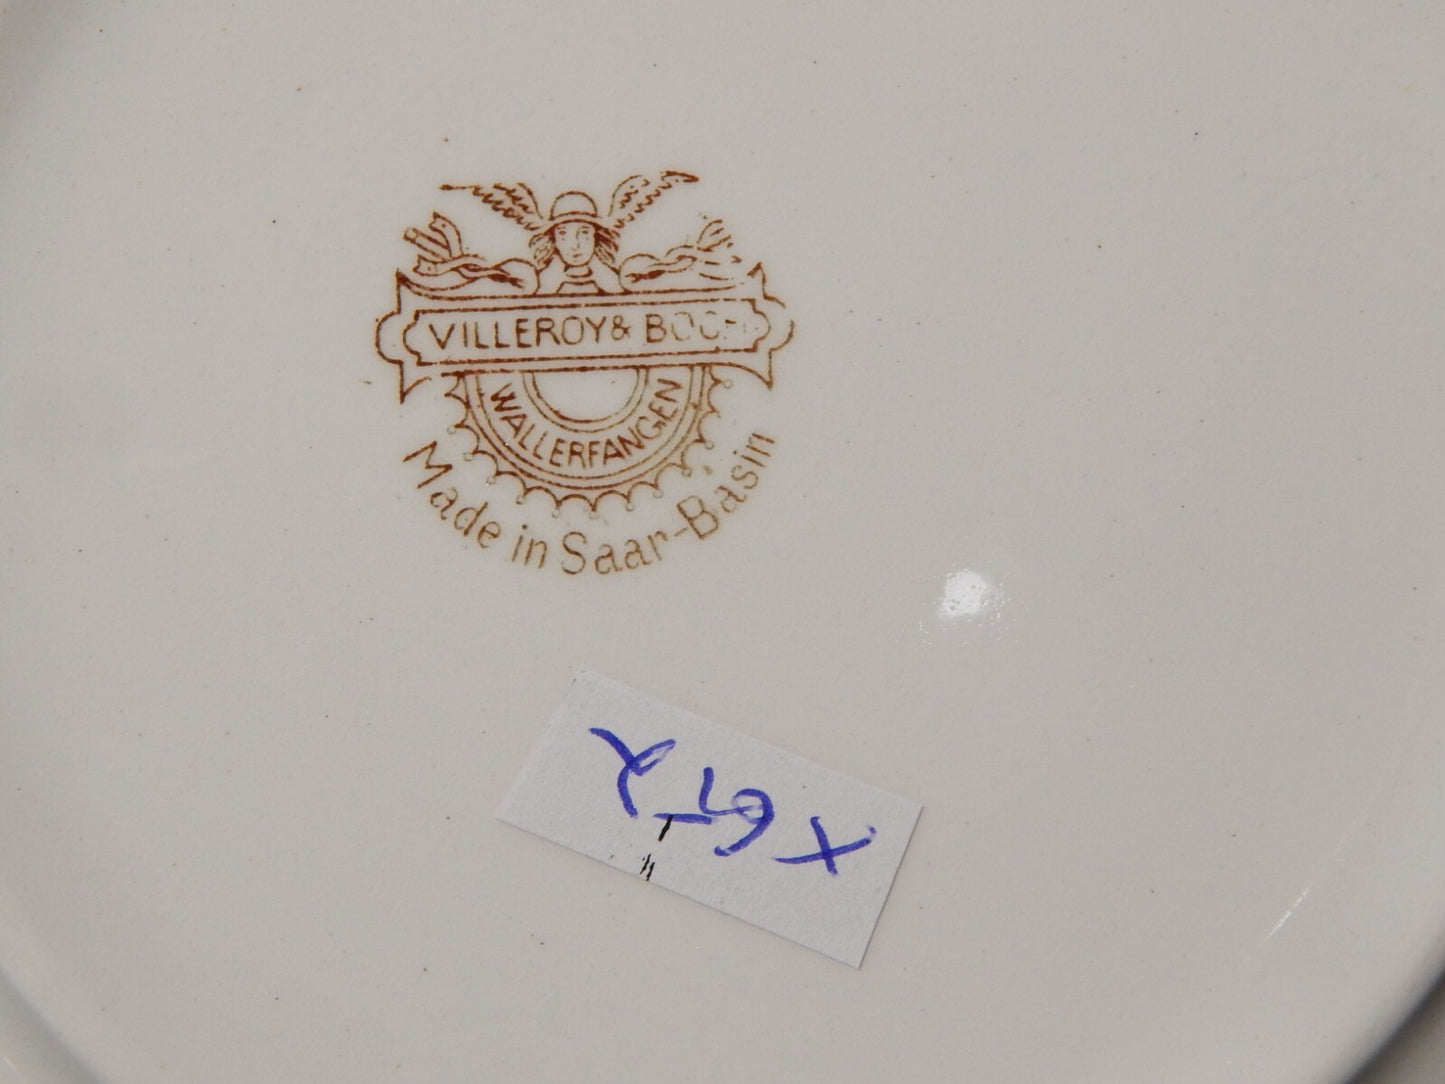 VILLEROY & BOCH
WALLERFANGEN
Made in Saar-Basin